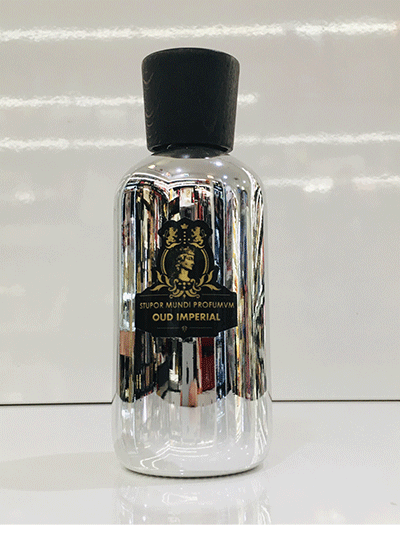 STUPOR MUNDI PROFUMVM
OUD IMPERIAL